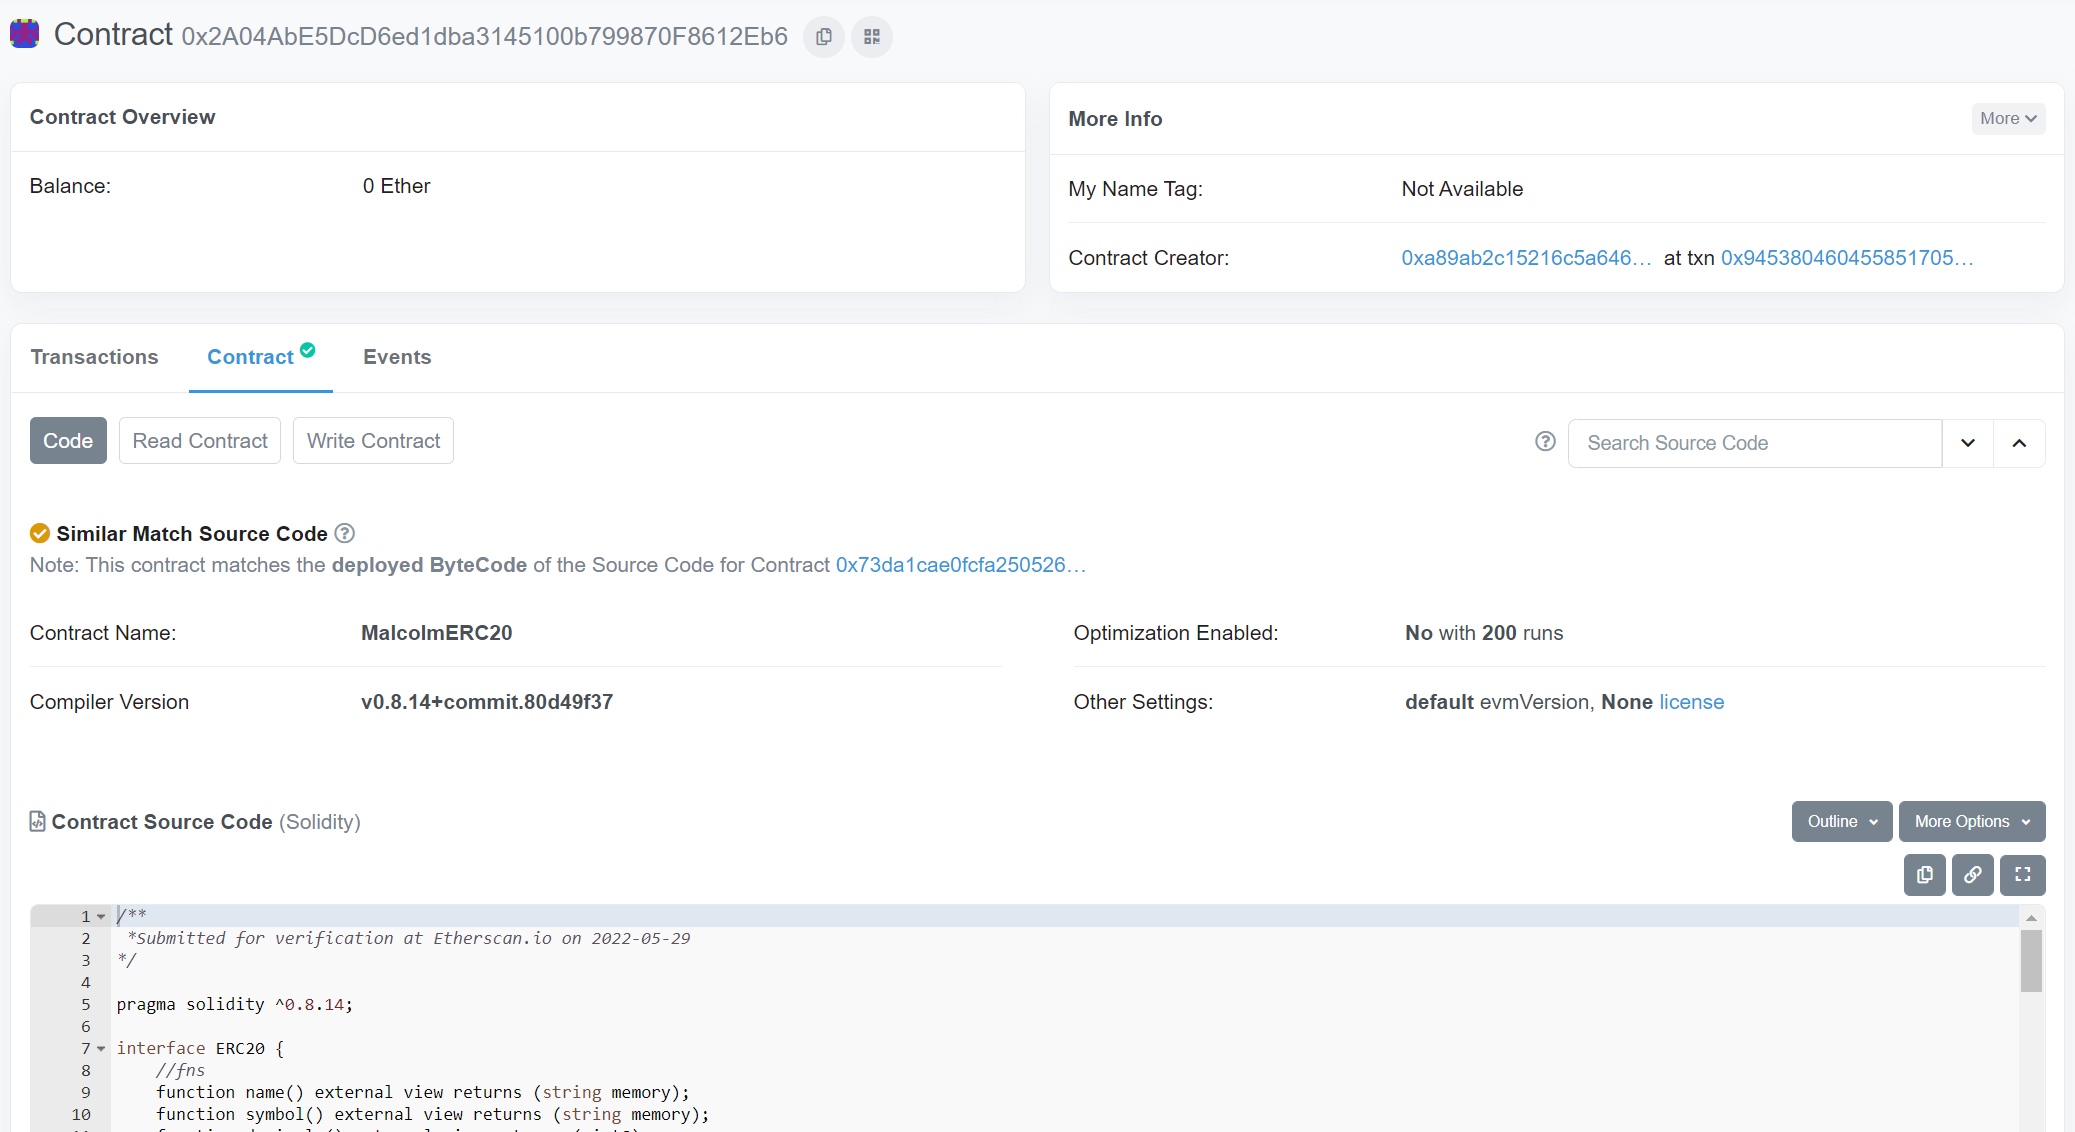 Contract 0x2A04AbE5DcD6ed1dba3145100b799870F8612Eb6
Contract Overview
Balance: 0 Ether
More Info
More
My Name Tag: Not Available
Contract Creator: 0xa89ab2c15216c5a646... at txn 0x945380460455851705...
Transactions Contract Events
Code Read Contract Write Contract
Search Source Code
Similar Match Source Code
Note: This contract matches the deployed ByteCode of the Source Code for Contract 0x73da1cae0fcfa250526...
Contract Name: MalcolmERC20
Optimization Enabled: No with 200 runs
Compiler Version v0.8.14+commit.80d49f37
Other Settings: default evmVersion, None license
Contract Source Code (Solidity)
Outline More Options
1 /**
2 *Submitted for verification at Etherscan.io on 2022-05-29
3 */
4
5 pragma solidity ^0.8.14;
6
7 interface ERC20 {
8 //fns
9 function name() external view returns (string memory);
10 function symbol() external view returns (string memory);